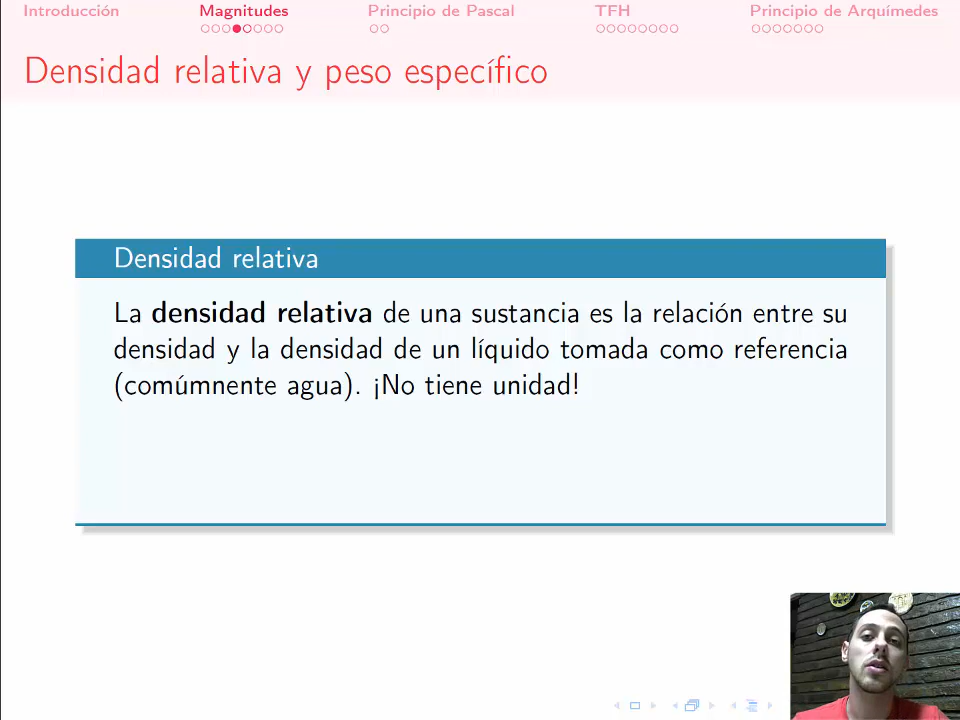 Introducción Magnitudes Principio de Pascal TFH Principio de Arquímedes
Densidad relativa y peso específico
Densidad relativa
La densidad relativa de una sustancia es la relación entre su
densidad y la densidad de un líquido tomada como referencia
(comúmnente agua). ¡No tiene unidad!